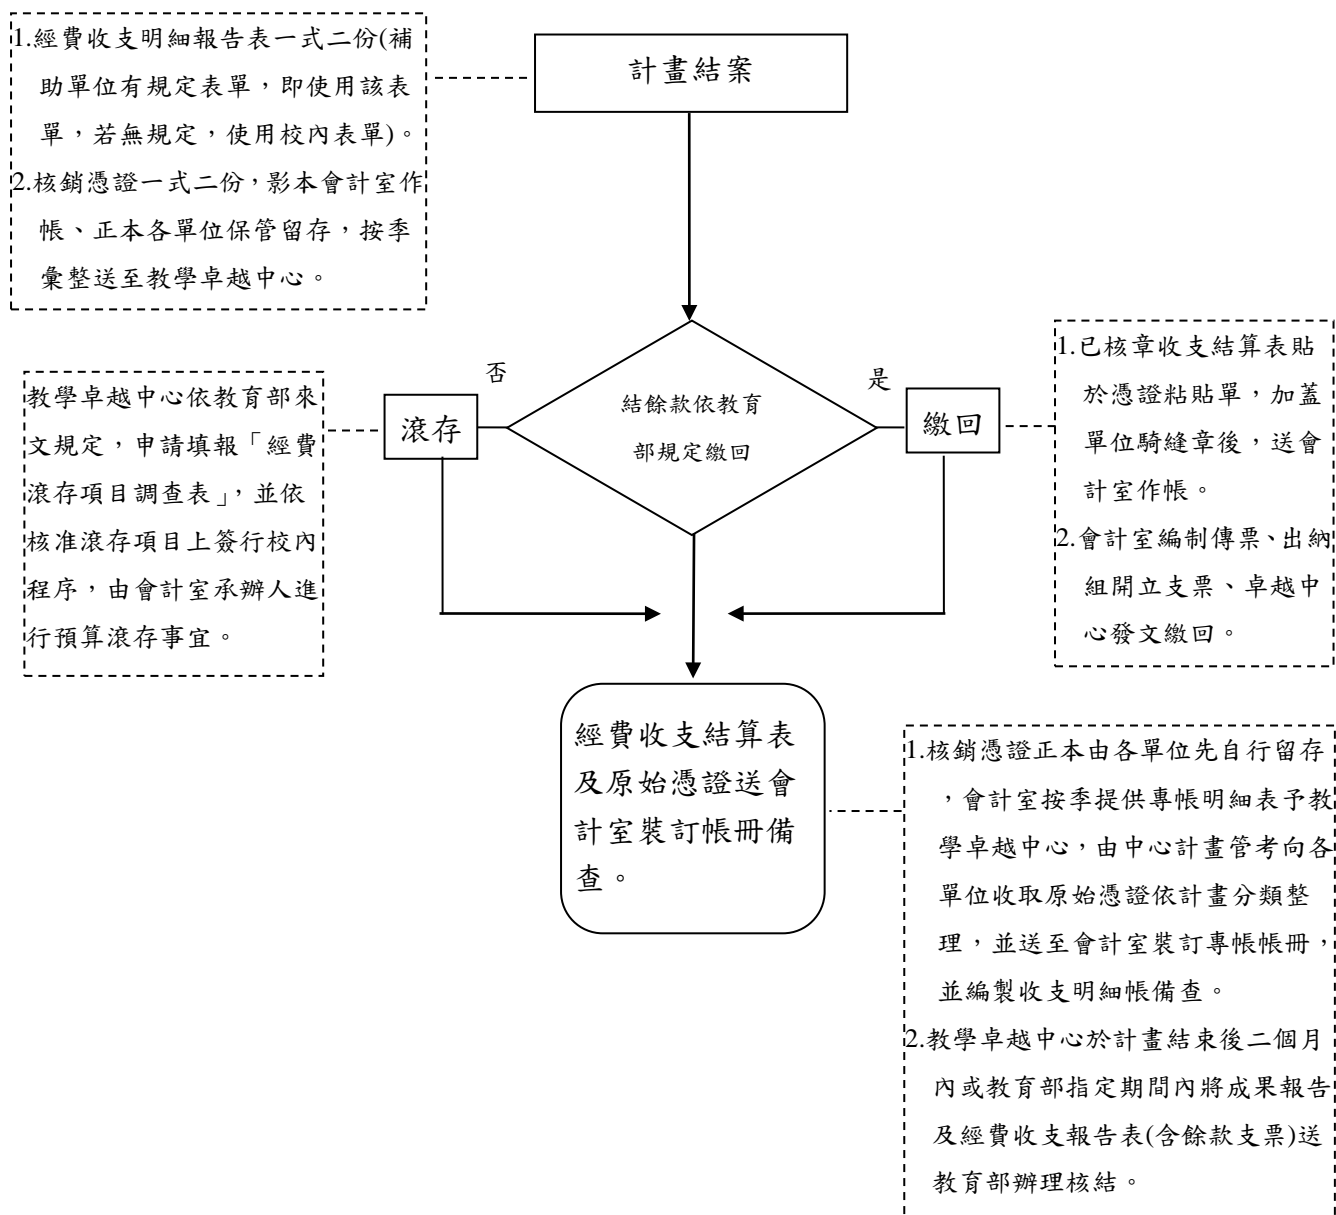 1.經費收支明細報告表一式二份(補
助單位有規定表單，即使用該表
單，若無規定，使用校內表單)。
2.核銷憑證一式二份，影本會計室作
帳、正本各單位保管留存，按季
彙整送至教學卓越中心。
計畫結案
否
是
結餘款依教育
部規定繳回
滾存
繳回
教學卓越中心依教育部來
文規定，申請填報「經費
滾存項目調查表」，並依
核准滾存項目上簽行校內
程序，由會計室承辦人進
行預算滾存事宜。
1.已核章收支結算表貼
於憑證粘貼單，加蓋
單位騎縫章後，送會
計室作帳。
2.會計室編制傳票、出納
組開立支票、卓越中
心發文繳回。
經費收支結算表
及原始憑證送會
計室裝訂帳冊備
查。
1.核銷憑證正本由各單位先自行留存
，會計室按季提供專帳明細表予教
學卓越中心，由中心計畫管考向各
單位收取原始憑證依計畫分類整
理，並送至會計室裝訂專帳帳冊，
並編製收支明細帳備查。
2.教學卓越中心於計畫結束後二個月
內或教育部指定期間內將成果報告
及經費收支報告表(含餘款支票)送
教育部辦理核結。